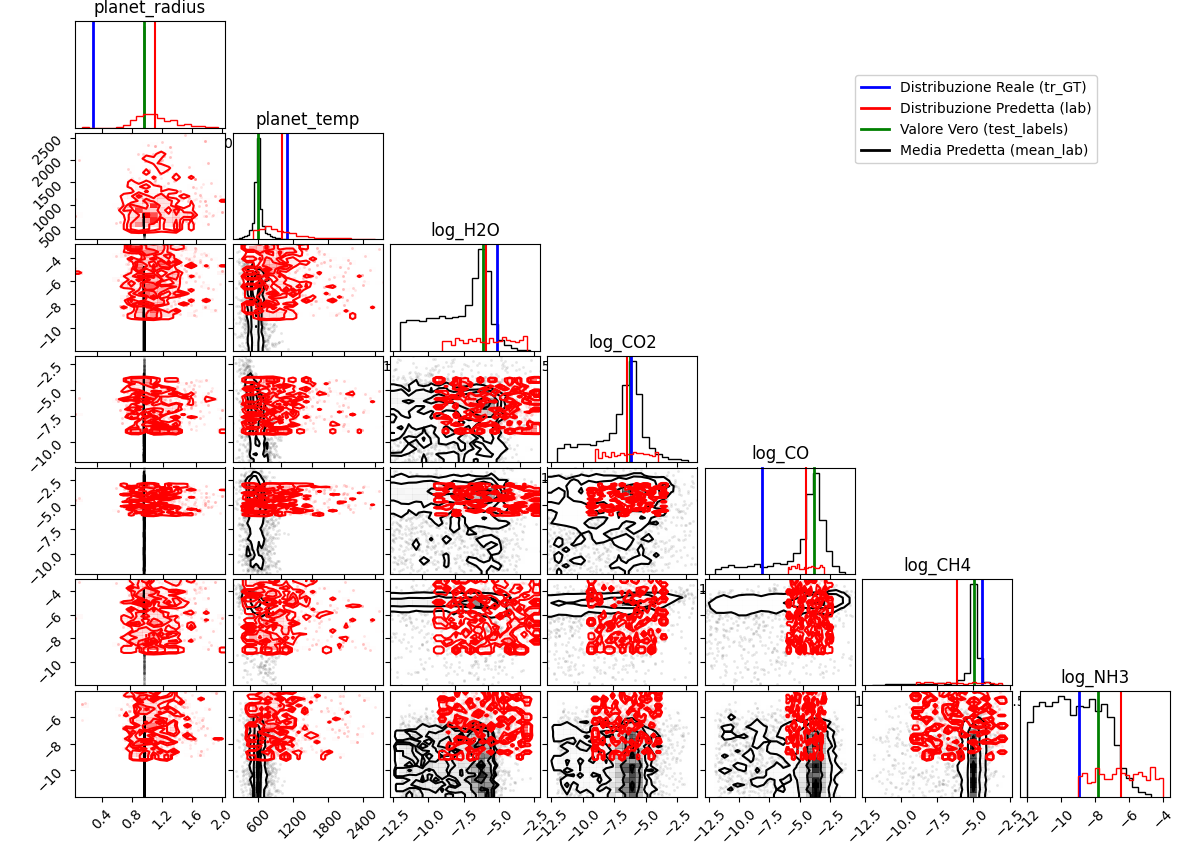 planet_radius
planet_temp
log_H2O
log_CO2
log_CO
log_CH4
log_NH3
Distribuzione Reale (tr_GT)
Distribuzione Predetta (lab)
Valore Vero (test_labels)
Media Predetta (mean_lab)
2500
2000
1500
1000
500
−4
−6
−8
−10
−2.5
−5.0
−7.5
−10.0
−2.5
−5.0
−7.5
−10.0
−4
−6
−8
−10
−6
−8
−10
0.4 0.8 1.2 1.6 2.0
600 1200 1800 2400
−12.5 −10.0 −7.5 −5.0 −2.5
−12.5 −10.0 −7.5 −5.0 −2.5
−12.5 −10.0 −7.5 −5.0 −2.5
−12.5 −10.0 −7.5 −5.0 −2.5
−12 −10 −8 −6 −4